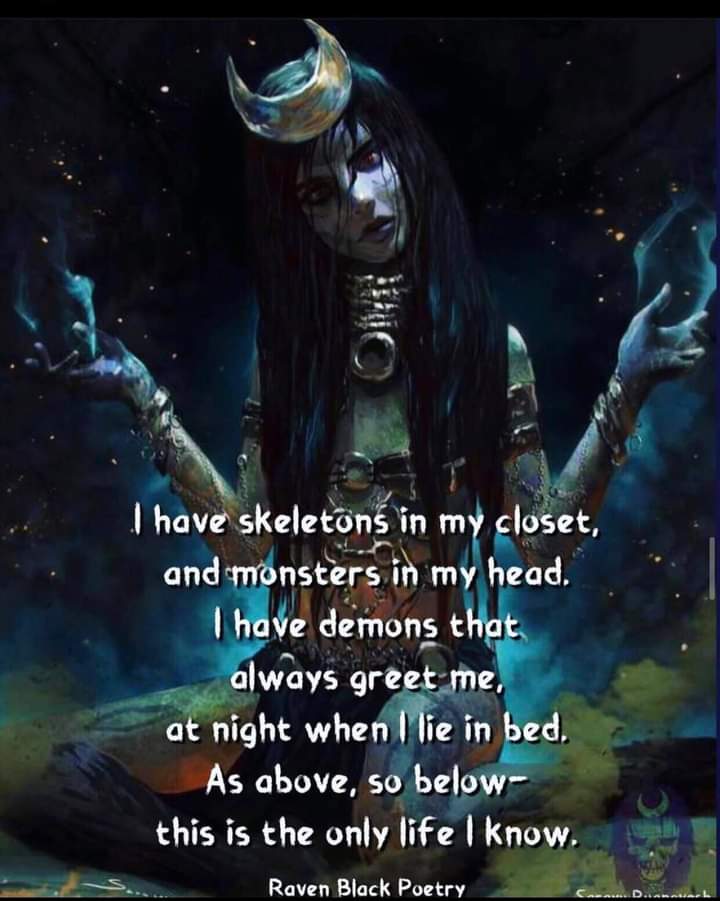 I have skeletons in my closet,
and monsters in my head.
I have demons that
always greet me,
at night when I lie in bed.
As above, so below-
this is the only life I know.
Raven Black Poetry